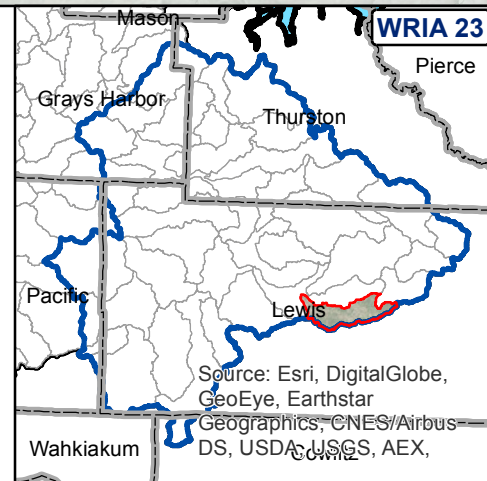 Mason
WRIA 23
Pierce
Grays Harbor
Thurston
Pacific
Lewis
Source: Esri, DigitalGlobe,
GeoEye, Earthstar
Geographics, CNES/Airbus
DS, USDA, USGS, AEX,
Wahkiakum
Cowlitz